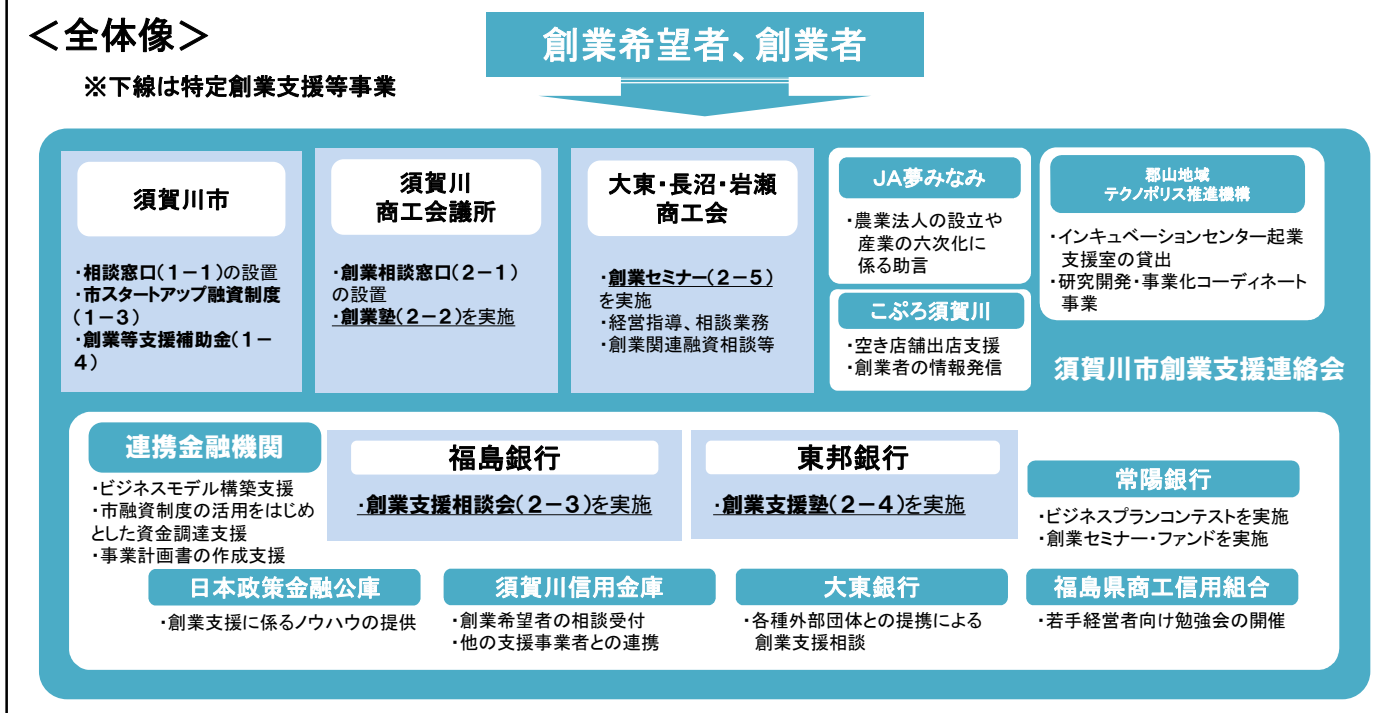 ＜全体像＞
創業希望者、創業者
※下線は特定創業支援等事業
須賀川市
・相談窓口（１－１）の設置
・市スタートアップ融資制度
（１－３）
・創業等支援補助金（１－
４）
須賀川
商工会議所
・創業相談窓口（２－１）
の設置
・創業塾（２－２）を実施
大東・長沼・岩瀬
商工会
・創業セミナー（２－５）
を実施
・経営指導、相談業務
・創業関連融資相談等
JA夢みなみ
・農業法人の設立や
産業の六次化に
係る助言
こぷろ須賀川
・空き店舗出店支援
・創業者の情報発信
郡山地域
テクノポリス推進機構
・インキュベーションセンター起業
支援室の貸出
・研究開発・事業化コーディネート
事業
須賀川市創業支援連絡会
連携金融機関
・ビジネスモデル構築支援
・市融資制度の活用をはじめ
とした資金調達支援
・事業計画書の作成支援
福島銀行
・創業支援相談会（２－３）を実施
東邦銀行
・創業支援塾（２－４）を実施
常陽銀行
・ビジネスプランコンテストを実施
・創業セミナー・ファンドを実施
日本政策金融公庫
・創業支援に係るノウハウの提供
須賀川信用金庫
・創業希望者の相談受付
・他の支援事業者との連携
大東銀行
・各種外部団体との提携による
創業支援相談
福島県商工信用組合
・若手経営者向け勉強会の開催